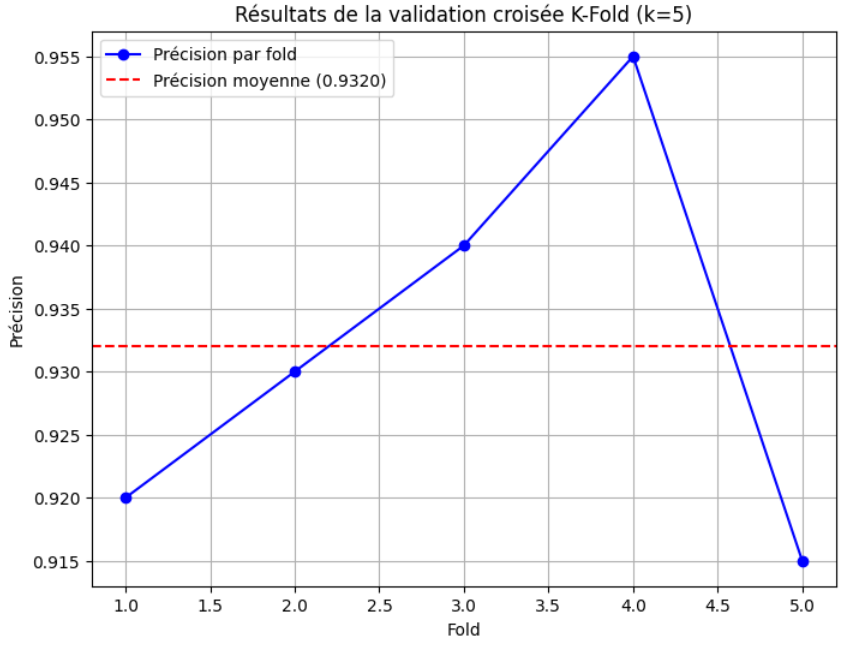 Résultats de la validation croisée K-Fold (k=5)
Précision par fold
Précision moyenne (0.9320)
Précision
0.955
0.950
0.945
0.940
0.935
0.930
0.925
0.920
0.915
1.0 1.5 2.0 2.5 3.0 3.5 4.0 4.5 5.0
Fold